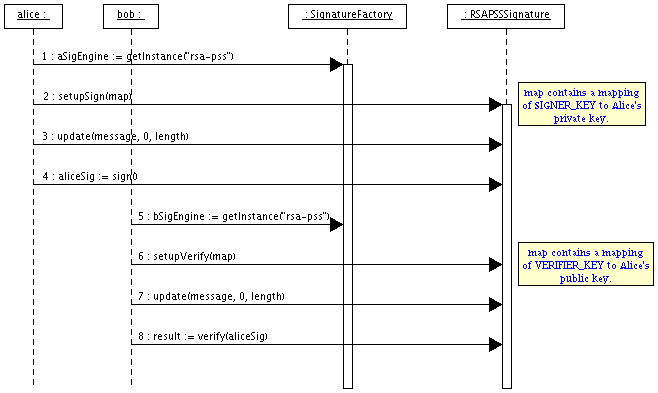 alice :
bob :
: SignatureFactory
: RSAPSSSignature
1 : aSigEngine := getInstance("rsa-pss")
2 : setupSign(map)
map contains a mapping
of SIGNER_KEY to Alice's
private key.
3 : update(message, 0, length)
4 : aliceSig := sign()
5 : bSigEngine := getInstance("rsa-pss")
6 : setupVerify(map)
map contains a mapping
of VERIFIER_KEY to Alice's
public key.
7 : update(message, 0, length)
8 : result := verify(aliceSig)